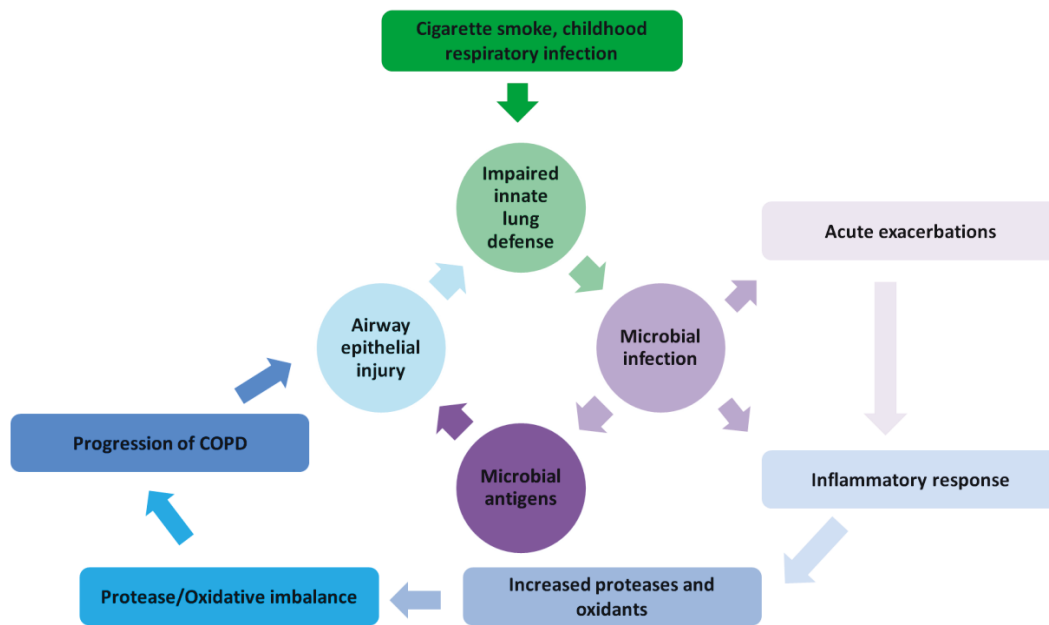 Cigarette smoke, childhood
respiratory infection
Impaired
innate
lung
defense
Acute exacerbations
Airway
epithelial
injury
Microbial
infection
Progression of COPD
Microbial
antigens
Inflammatory response
Protease/Oxidative imbalance
Increased proteases and
oxidants